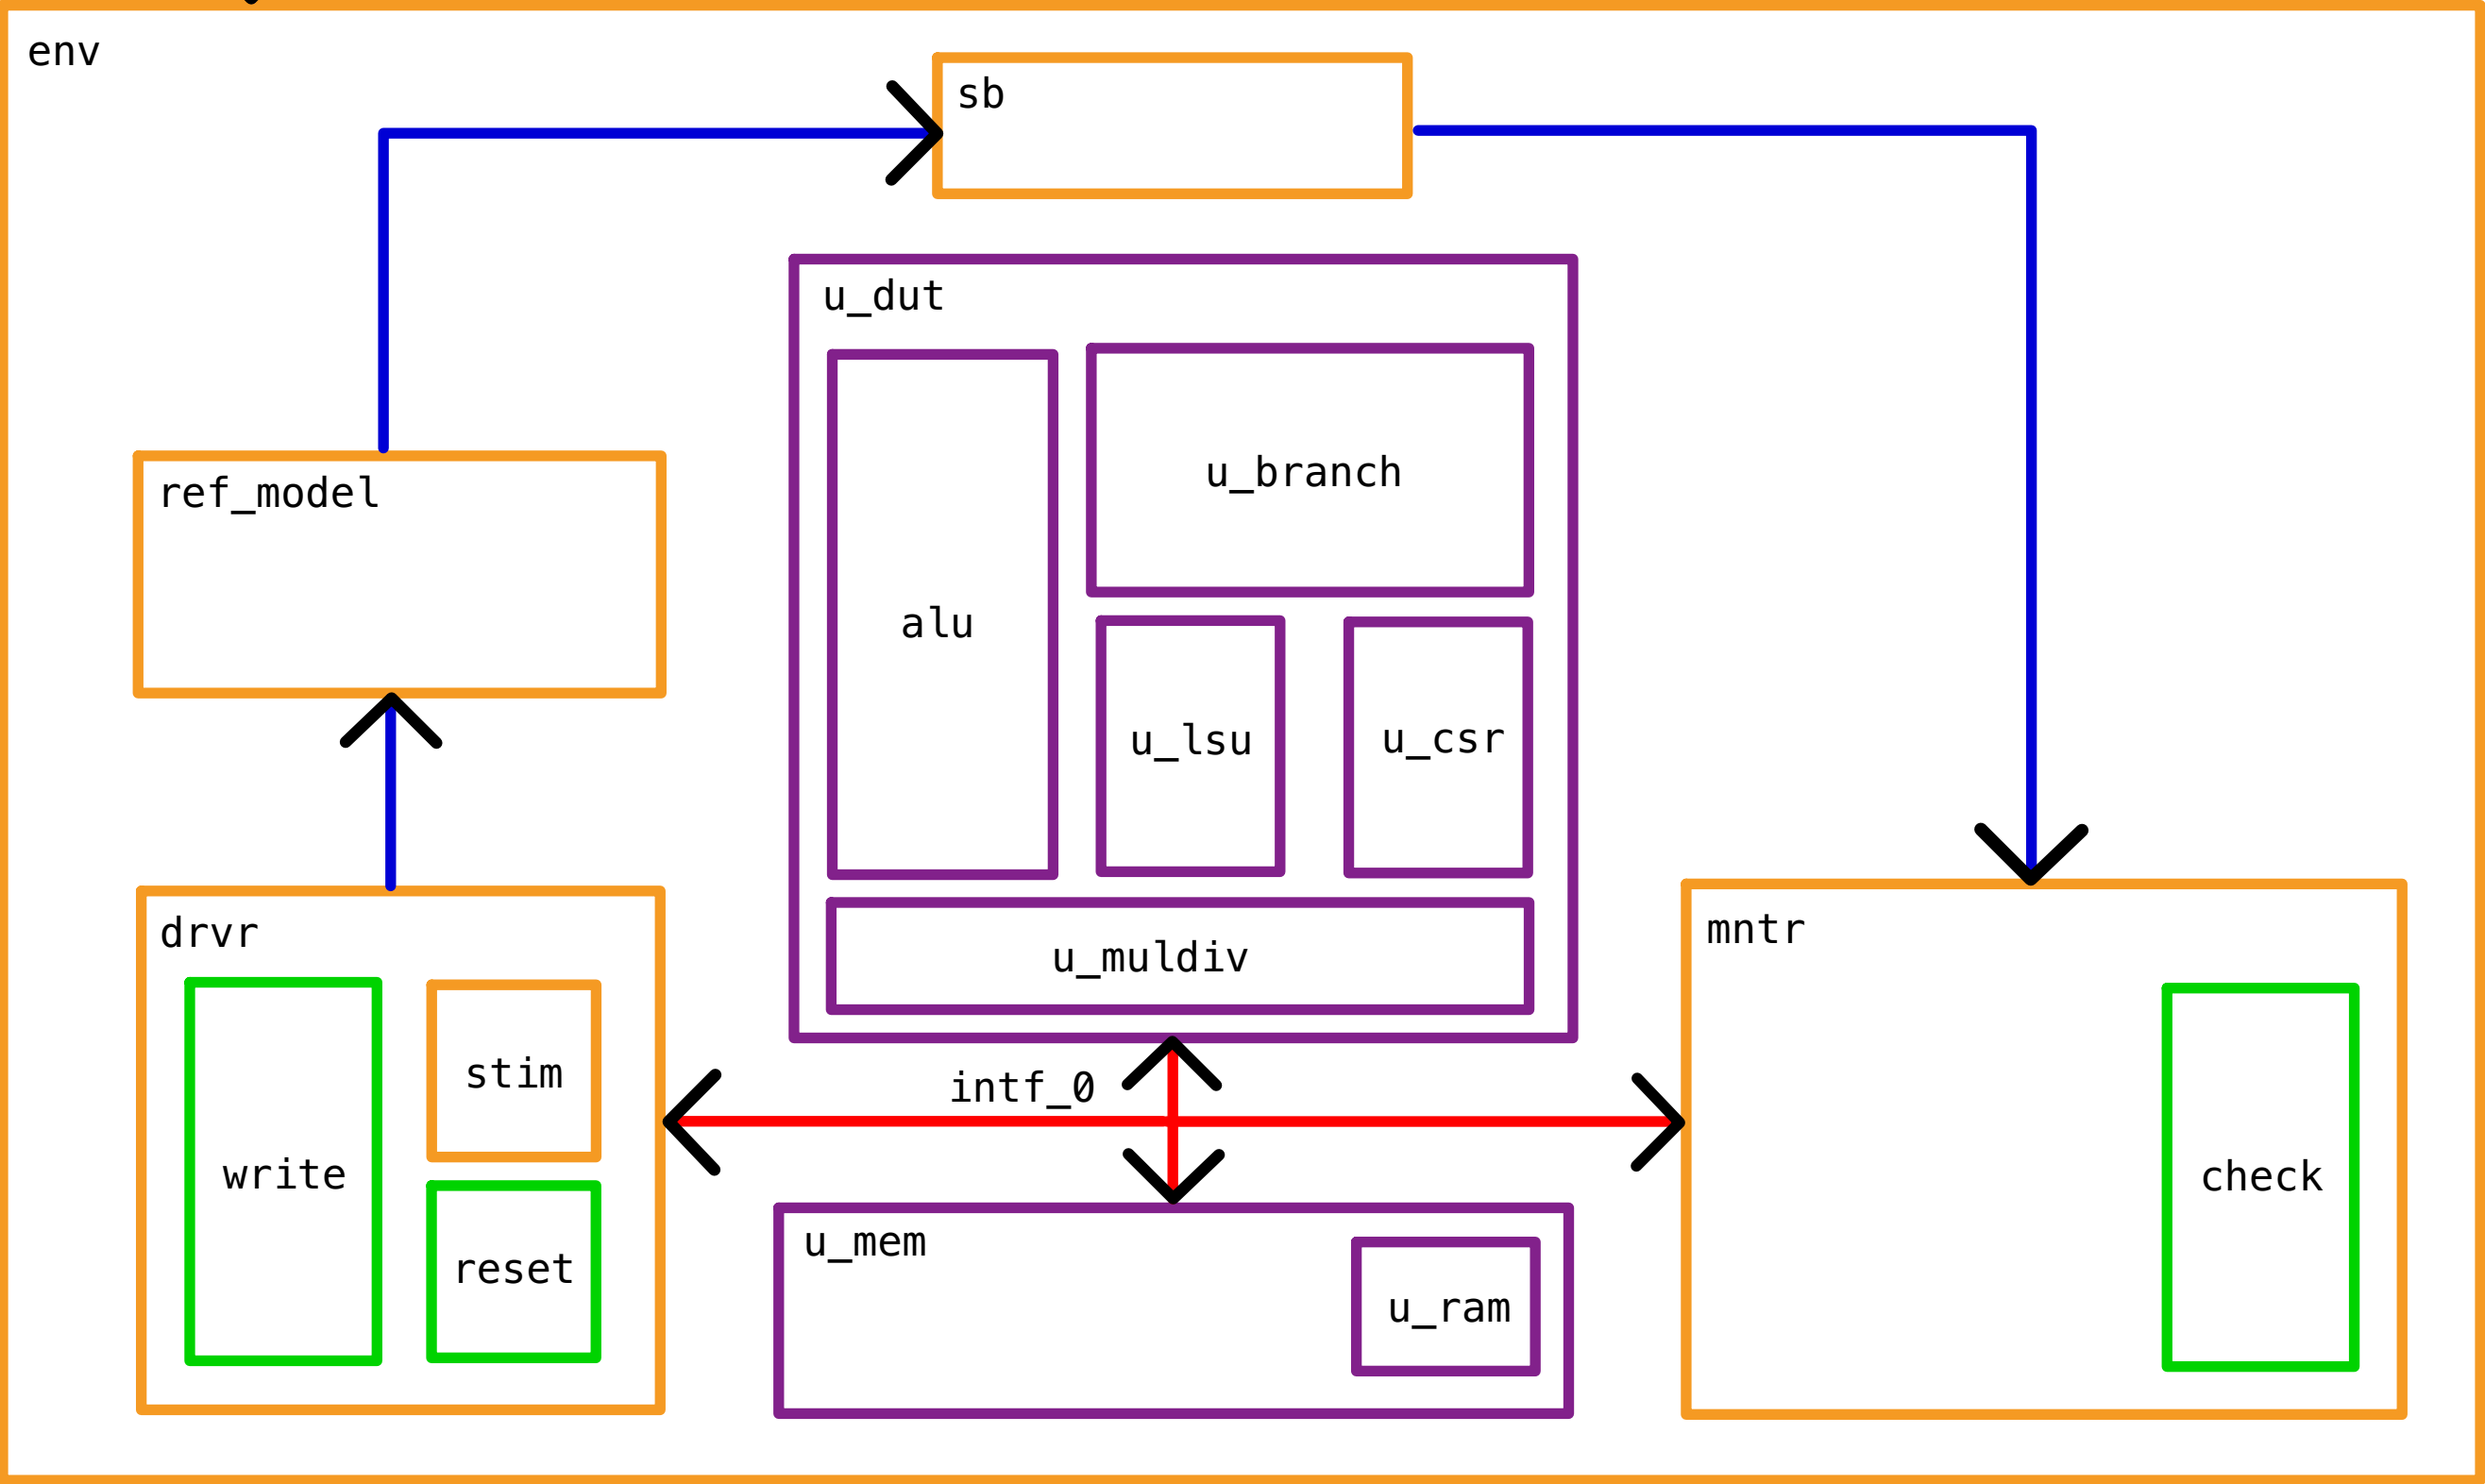 env
sb
u_dut
u_branch
ref_model
alu
u_lsu
u_csr
drvr
mntr
u_muldiv
stim
intf_0
write
check
reset
u_mem
u_ram